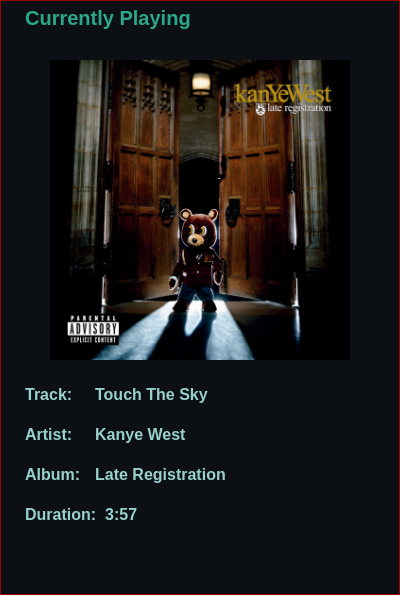 Currently Playing
kanYeWest
late registration
PARENTAL
ADVISORY
EXPLICIT CONTENT
Track: Touch The Sky
Artist: Kanye West
Album: Late Registration
Duration: 3:57